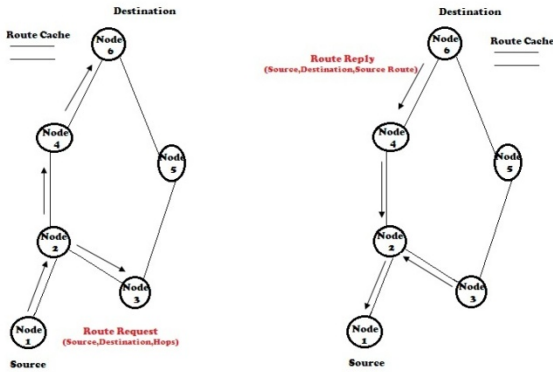 Destination
Route Cache
Node
6
Node
4
Node
5
Node
2
Node
3
Route Request
(Source,Destination,Hops)
Node
1
Source
Destination
Route Cache
Node
6
Route Reply
(Source,Destination,Source Route)
Node
4
Node
5
Node
2
Node
3
Node
1
Source